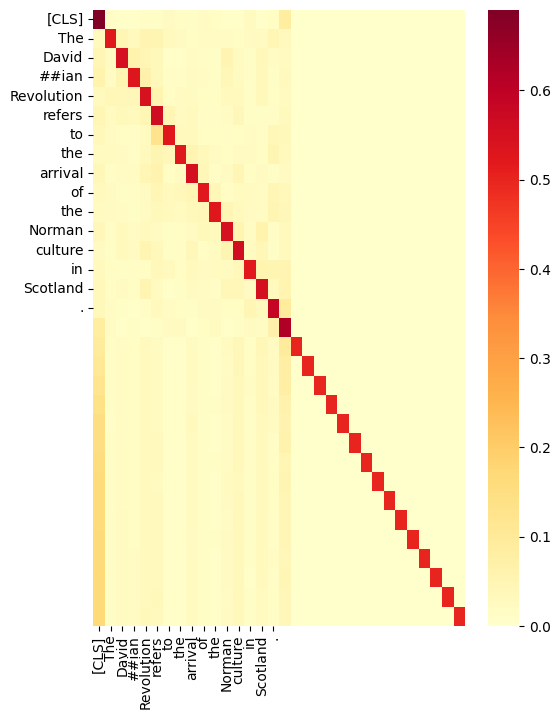 [CLS]
The
David
##ian
Revolution
refers
to
the
arrival
of
the
Norman
culture
in
Scotland
.
0.6
0.5
0.4
0.3
0.2
0.1
0.0
[CLS]
The
David
##ian
Revolution
refers
to
the
arrival
of
the
Norman
culture
in
Scotland
.